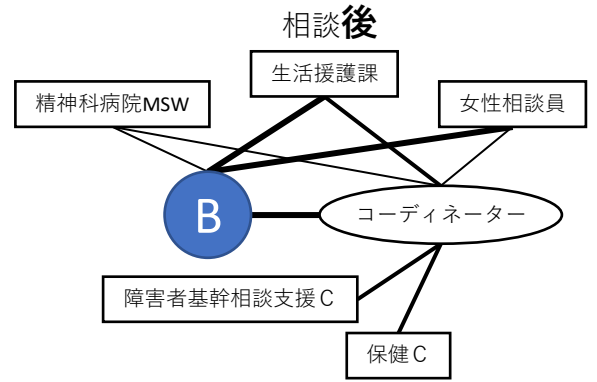 相談後
生活援護課
精神科病院MSW
女性相談員
B
コーディネーター
障害者基幹相談支援C
保健C